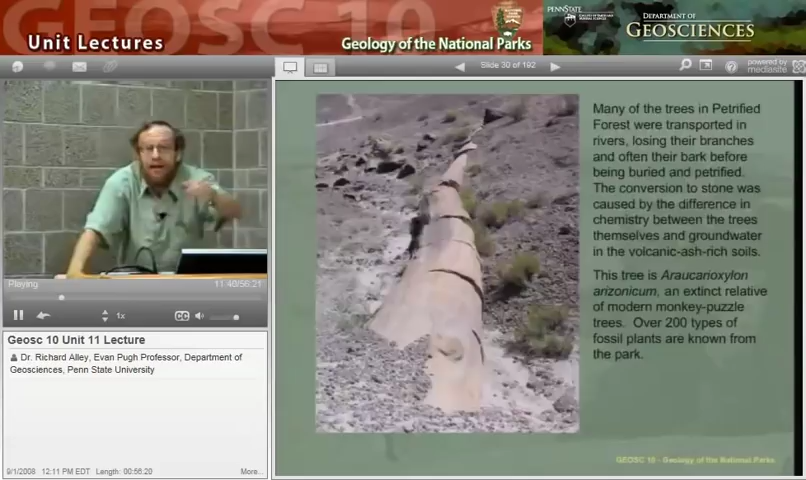 GEOSC 10
Unit Lectures
Geology of the National Parks
PENNSTATE
DEPARTMENT OF
GEOSCIENCES
Slide 30 of 192
powered by
mediasite
Playing
11:40/56:21
1x
CC
Geosc 10 Unit 11 Lecture
Dr. Richard Alley, Evan Pugh Professor, Department of
Geosciences, Penn State University
9/1/2008 12:11 PM EDT Length: 00:56:20
More...
Many of the trees in Petrified
Forest were transported in
rivers, losing their branches
and often their bark before
being buried and petrified.
The conversion to stone was
caused by the difference in
chemistry between the trees
themselves and groundwater
in the volcanic-ash-rich soils.
This tree is Araucarioxylon
arizonicum, an extinct relative
of modern monkey-puzzle
trees. Over 200 types of
fossil plants are known from
the park.
GEOSC 10 - Geology of the National Parks